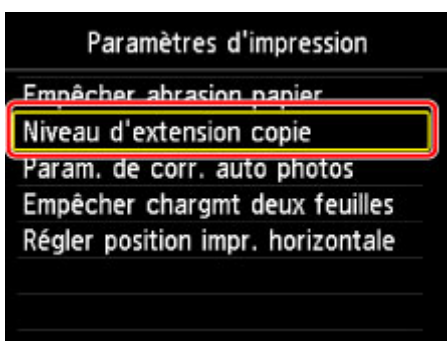 Paramètres d'impression
Empêcher abrasion papier
Niveau d'extension copie
Param. de corr. auto photos
Empêcher chargmt deux feuilles
Régler position impr. horizontale